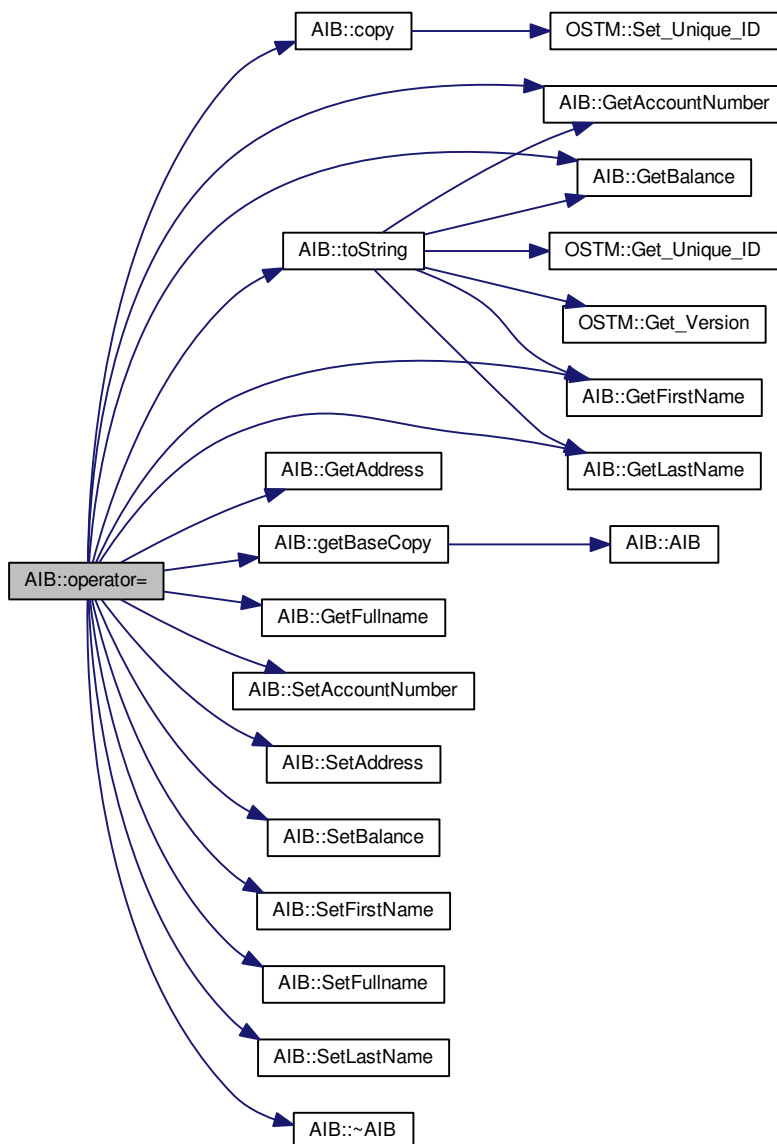 AIB::copy
OSTM::Set_Unique_ID
AIB::GetAccountNumber
AIB::GetBalance
AIB::toString
OSTM::Get_Unique_ID
OSTM::Get_Version
AIB::GetFirstName
AIB::GetAddress
AIB::GetLastName
AIB::getBaseCopy
AIB::AIB
AIB::operator=
AIB::GetFullname
AIB::SetAccountNumber
AIB::SetAddress
AIB::SetBalance
AIB::SetFirstName
AIB::SetFullname
AIB::SetLastName
AIB::~AIB